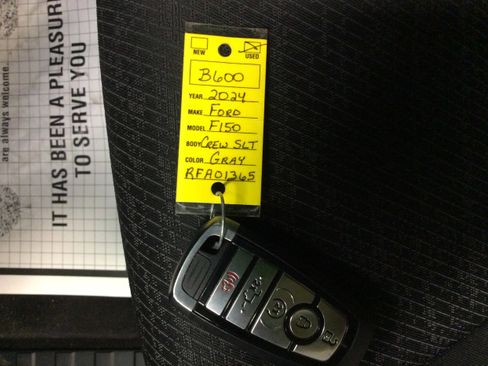 NEW
USED
B600
YEAR 2024
MAKE FORD
MODEL F150
BODY CREW SLT
COLOR GRAY
RFA01365
are always welcome
IT HAS BEEN A PLEASURE
TO SERVE YOU